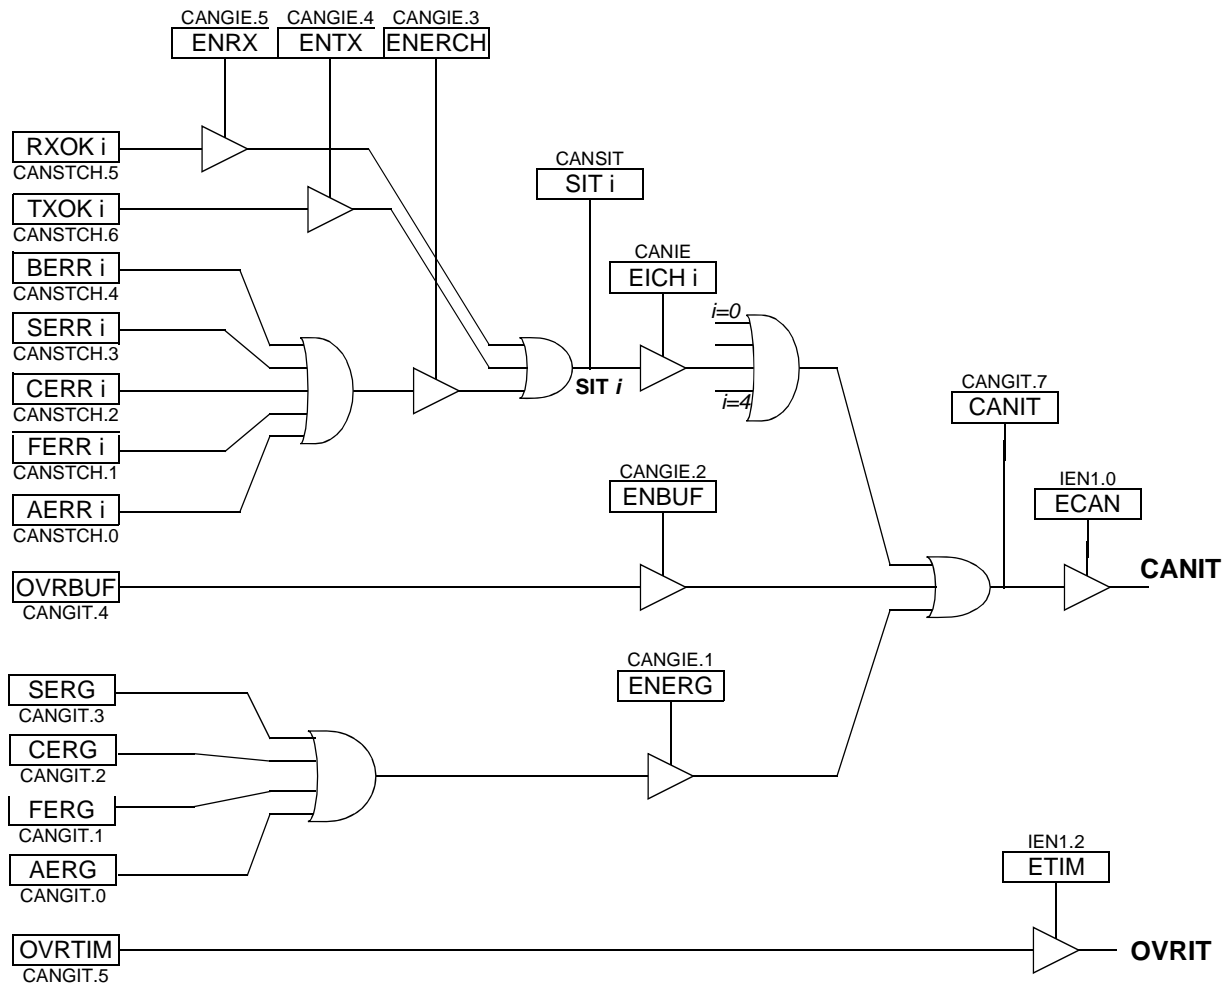 CANGIE.5 CANGIE.4 CANGIE.3
ENRX ENTX ENERCH
RXOK i
CANSTCH.5
TXOK i
CANSTCH.6
BERR i
CANSTCH.4
SERR i
CANSTCH.3
CERR i
CANSTCH.2
FERR i
CANSTCH.1
AERR i
CANSTCH.0
CANSIT
SIT i
SIT i
CANIE
EICH i
i=0
i=4
CANGIT.7
CANIT
CANGIE.2
ENBUF
IEN1.0
ECAN
CANIT
OVRBUF
CANGIT.4
CANGIE.1
ENERG
SERG
CANGIT.3
CERG
CANGIT.2
FERG
CANGIT.1
AERG
CANGIT.0
IEN1.2
ETIM
OVRTIM
CANGIT.5
OVRIT